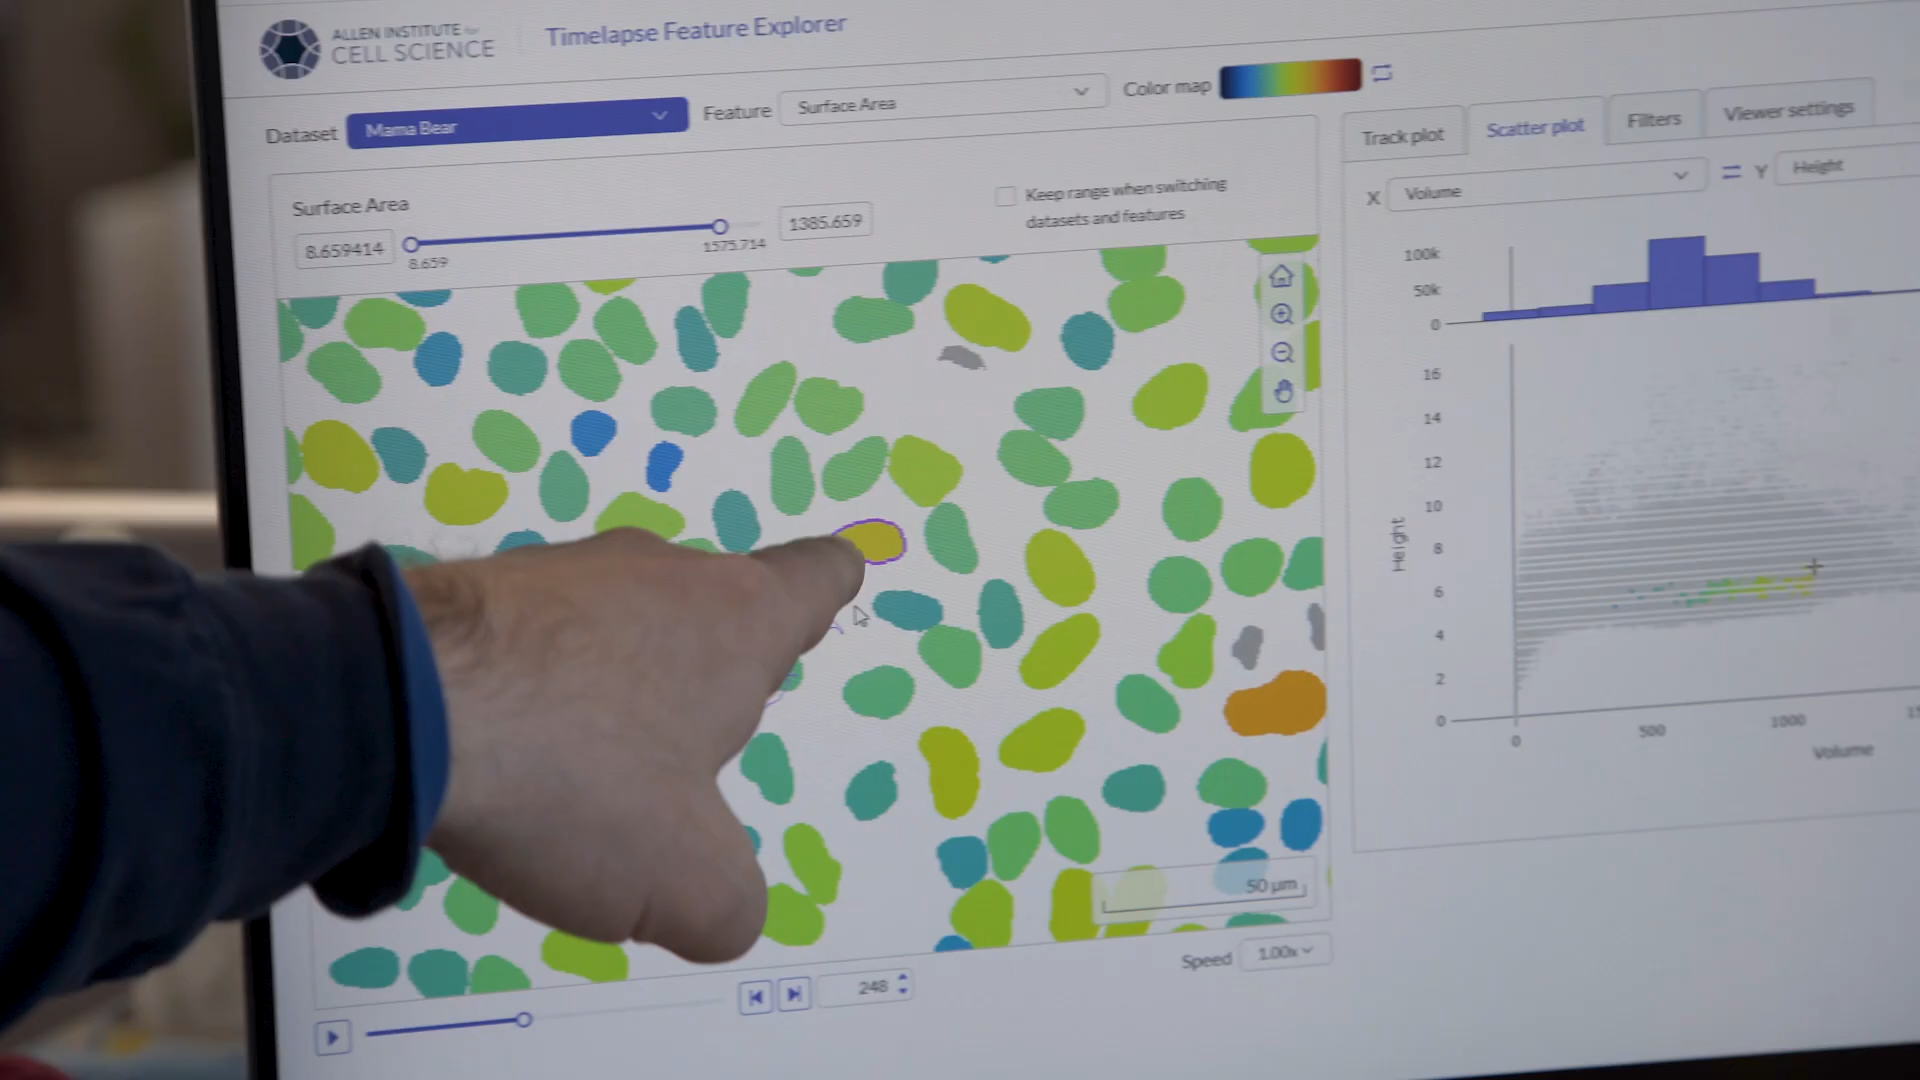 ALLEN INSTITUTE for
CELL SCIENCE
Timelapse Feature Explorer
Dataset
Mama Bear
Feature
Surface Area
Color map
Track plot
Scatter plot
Filters
Viewer settings
Surface Area
8.659414
8.659
1575.714
1385.659
Keep range when switching
datasets and features
X
Volume
Y
Height
100k
50k
0
16
14
12
10
8
6
4
2
0
Height
0
500
1000
Volume
50 µm
248
Speed
1.00x